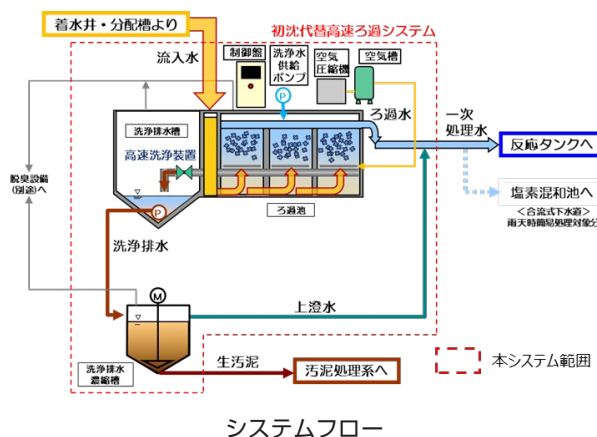 着水井・分配槽より
初沈代替高速ろ過システム
流入水
制御盤
洗浄水
供給
ポンプ
空気
圧縮機
空気槽
P
ろ過水
一次
処理水
反応タンクへ
洗浄排水槽
高速洗浄装置
脱臭設備
(別途)へ
塩素混和池へ
<合流式下水道>
雨天時簡易処理対象分
P
ろ過池
洗浄排水
M
上澄水
生汚泥
汚泥処理系へ
洗浄排水
濃縮槽
本システム範囲
システムフロー